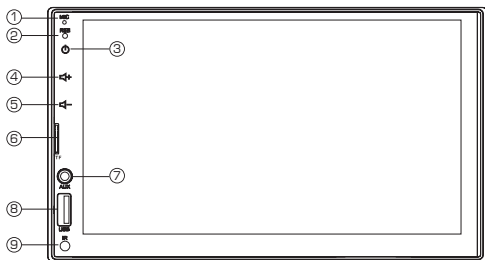 ① MIC
② RES
③
④
⑤
⑥
TF
⑦
AUX
⑧
USB
IR
⑨